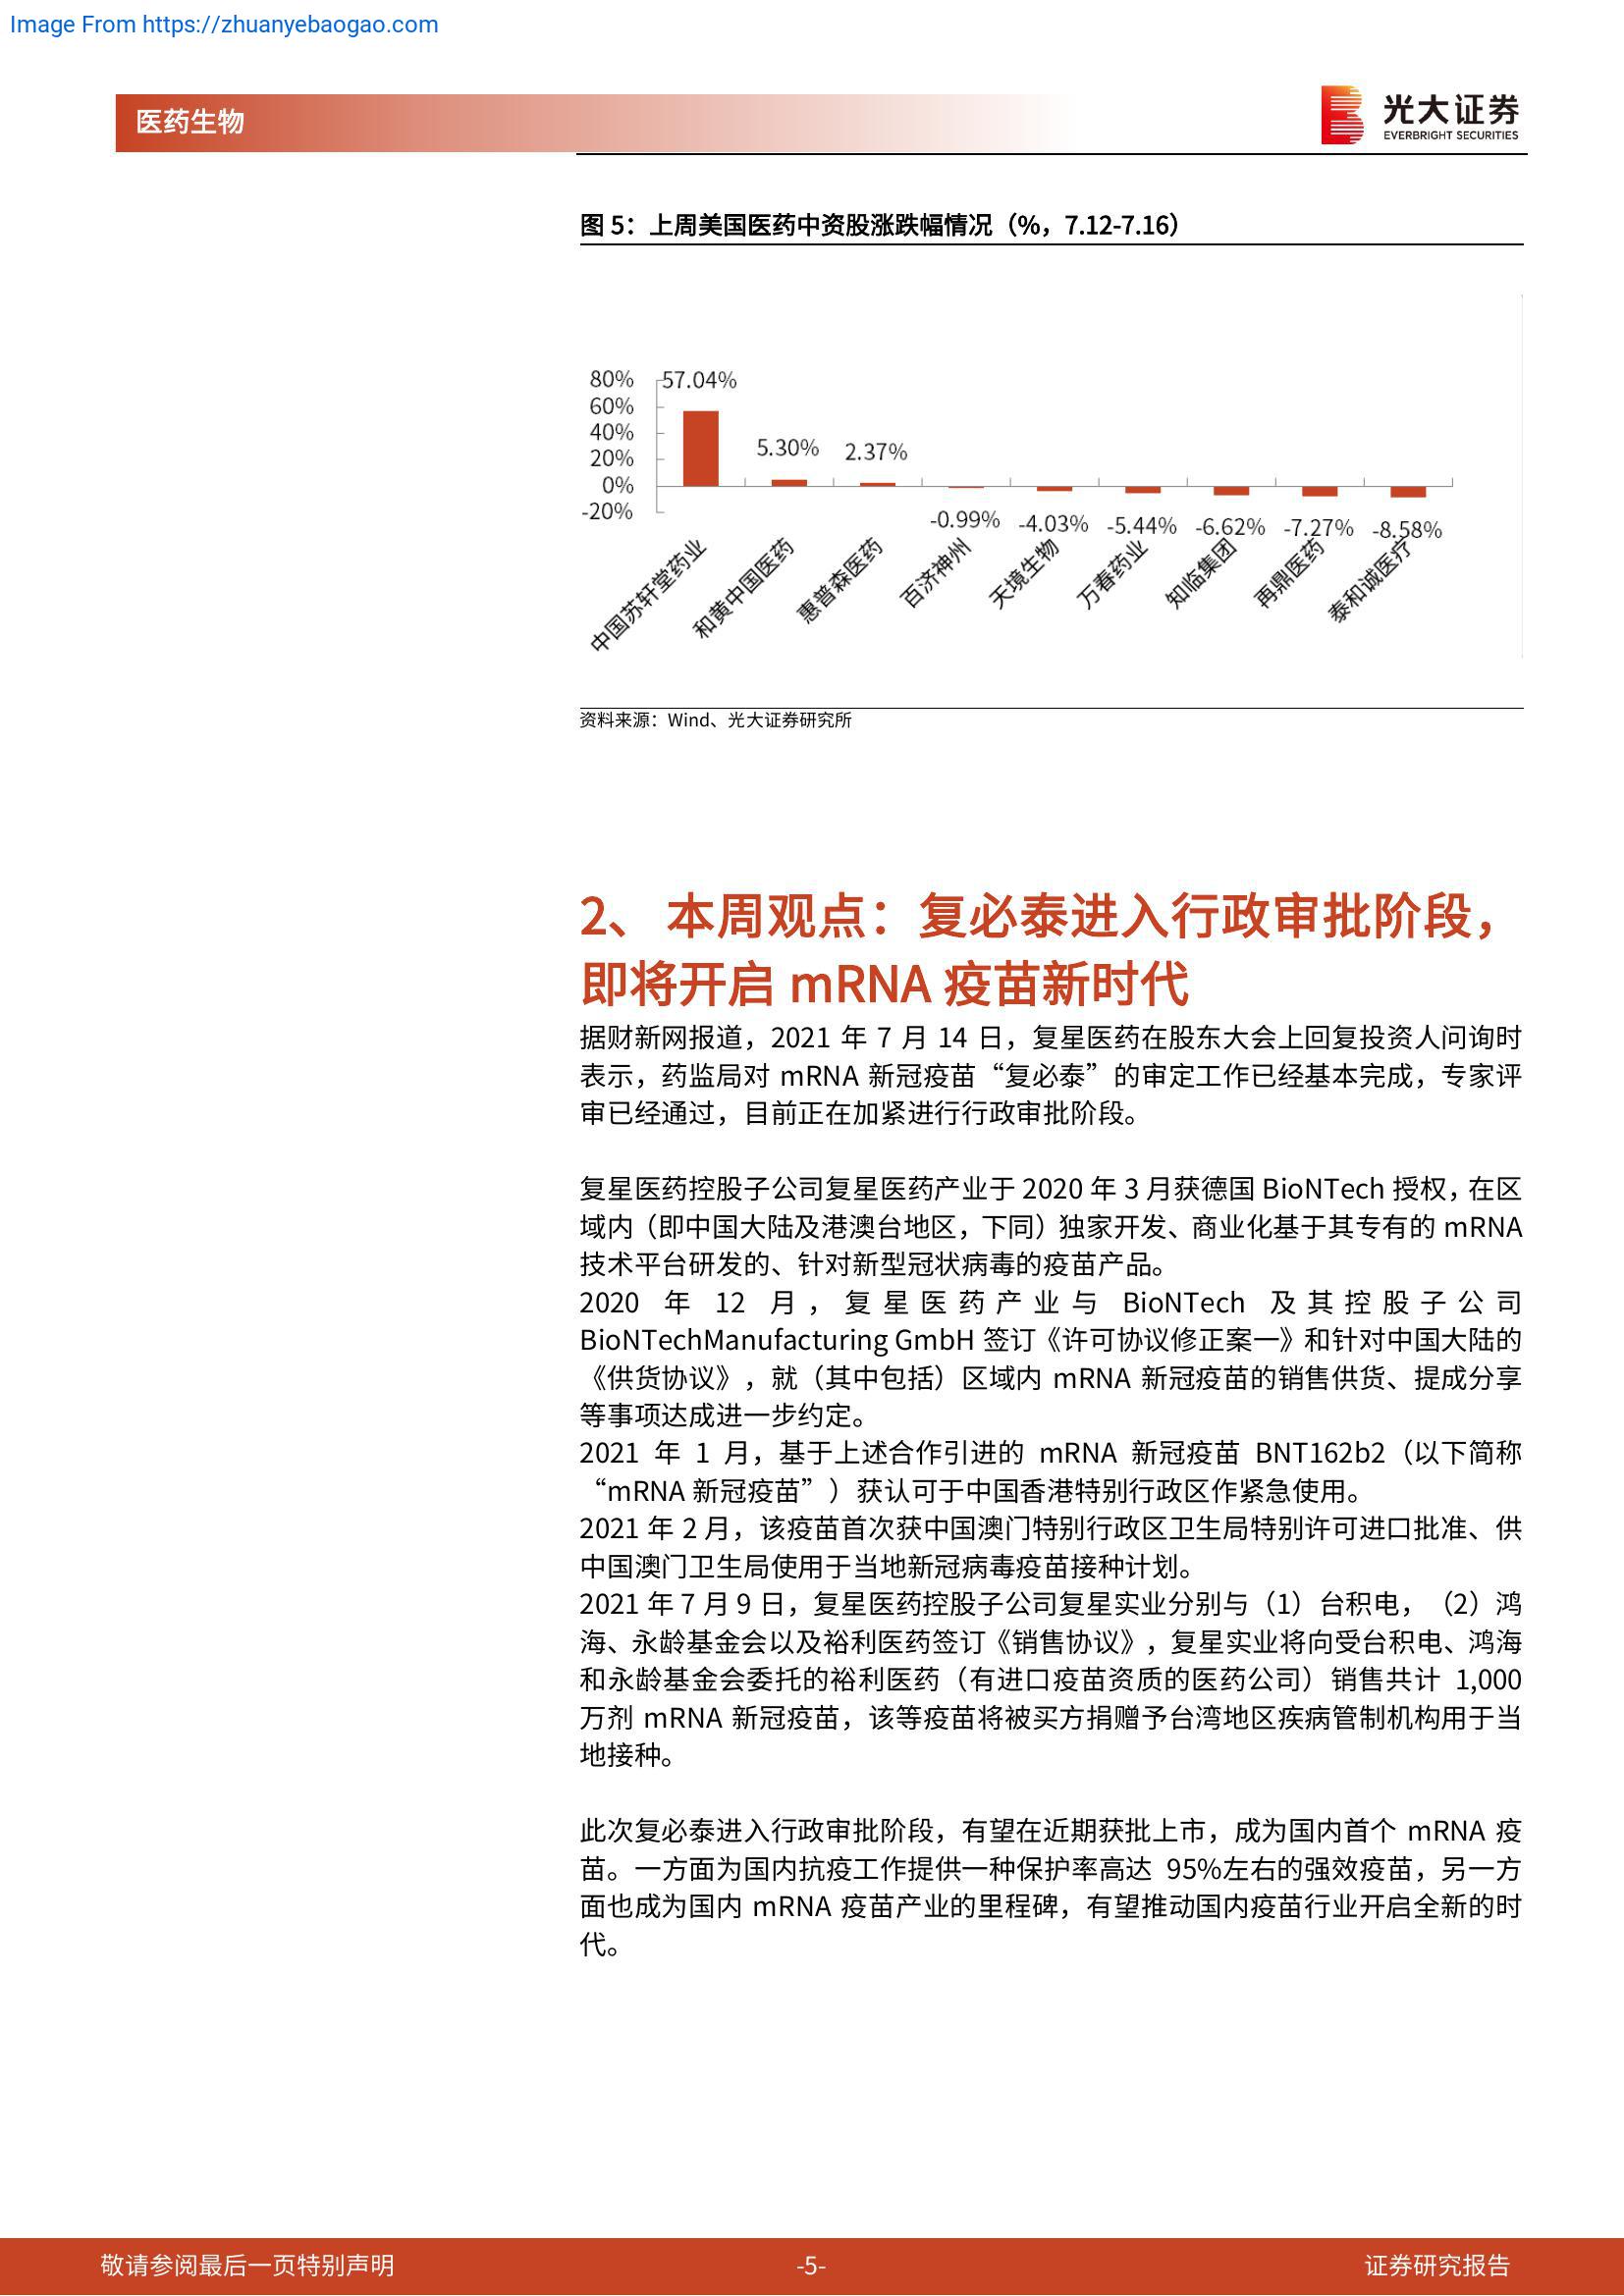 Image From https://zhuanyebaogao.com
医药生物
光大证券
EVERBRIGHT SECURITIES
图 5：上周美国医药中资股涨跌幅情况（%，7.12-7.16）
80%
60%
40%
20%
0%
-20%
57.04%
5.30%
2.37%
-0.99%
-4.03%
-5.44%
-6.62%
-7.27%
-8.58%
中国苏轩堂药业
和黄中国医药
惠普森医药
百济神州
天境生物
万春药业
知临集团
再鼎医药
泰和诚医疗
资料来源：Wind、光大证券研究所
2、 本周观点：复必泰进入行政审批阶段，
即将开启 mRNA 疫苗新时代
据财新网报道，2021 年 7 月 14 日，复星医药在股东大会上回复投资人问询时
表示，药监局对 mRNA 新冠疫苗“复必泰”的审定工作已经基本完成，专家评
审已经通过，目前正在加紧进行行政审批阶段。
复星医药控股子公司复星医药产业于 2020 年 3 月获德国 BioNTech 授权，在区
域内（即中国大陆及港澳台地区，下同）独家开发、商业化基于其专有的 mRNA
技术平台研发的、针对新型冠状病毒的疫苗产品。
2020 年 12 月，复星医药产业与 BioNTech 及其控股子公司
BioNTechManufacturing GmbH 签订《许可协议修正案一》和针对中国大陆的
《供货协议》，就（其中包括）区域内 mRNA 新冠疫苗的销售供货、提成分享
等事项达成进一步约定。
2021 年 1 月，基于上述合作引进的 mRNA 新冠疫苗 BNT162b2（以下简称
“mRNA 新冠疫苗”）获认可于中国香港特别行政区作紧急使用。
2021 年 2 月，该疫苗首次获中国澳门特别行政区卫生局特别许可进口批准、供
中国澳门卫生局使用于当地新冠病毒疫苗接种计划。
2021 年 7 月 9 日，复星医药控股子公司复星实业分别与（1）台积电，（2）鸿
海、永龄基金会以及裕利医药签订《销售协议》，复星实业将向受台积电、鸿海
和永龄基金会委托的裕利医药（有进口疫苗资质的医药公司）销售共计 1,000
万剂 mRNA 新冠疫苗，该等疫苗将被买方捐赠予台湾地区疾病管制机构用于当
地接种。
此次复必泰进入行政审批阶段，有望在近期获批上市，成为国内首个 mRNA 疫
苗。一方面为国内抗疫工作提供一种保护率高达 95%左右的强效疫苗，另一方
面也成为国内 mRNA 疫苗产业的里程碑，有望推动国内疫苗行业开启全新的时
代。
敬请参阅最后一页特别声明
-5-
证券研究报告